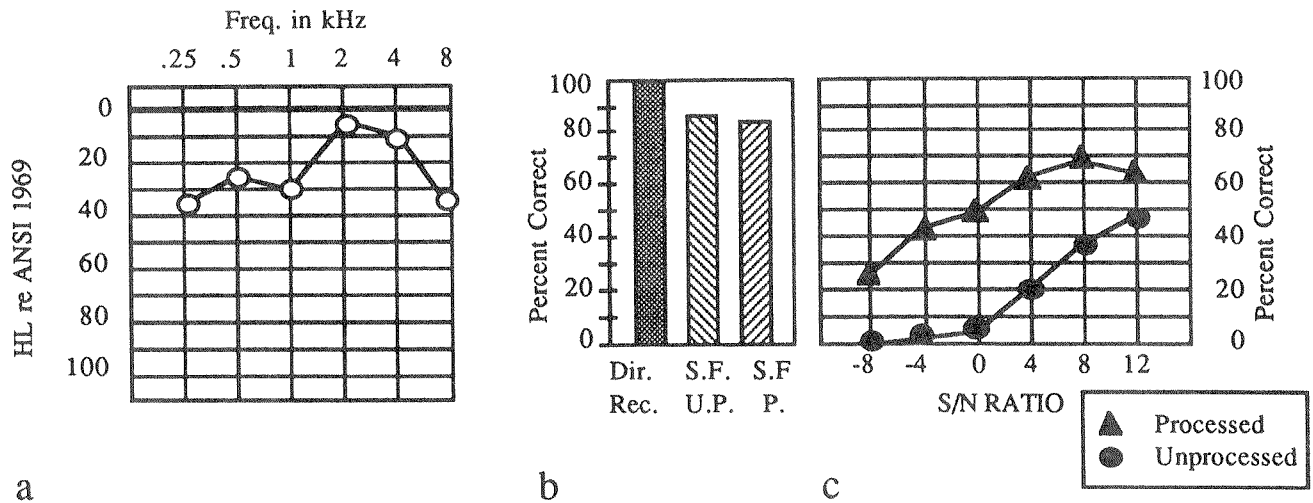 Freq. in kHz
.25 .5 1 2 4 8
HL re ANSI 1969
0
20
40
60
80
100
a
Percent Correct
100
80
60
40
20
0
Dir. S.F. S.F
Rec. U.P. P.
b
100
80
60
40
20
0
Percent Correct
-8 -4 0 4 8 12
S/N RATIO
Processed
Unprocessed
c